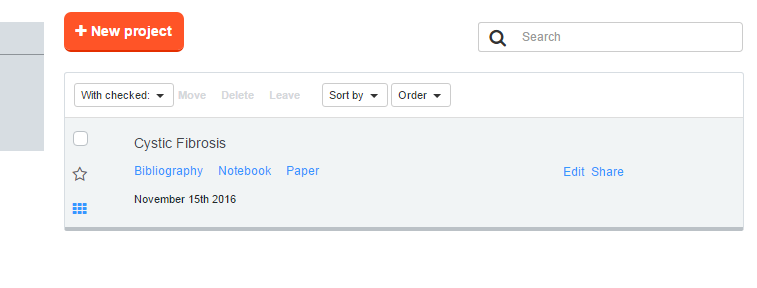 + New project
Search
With checked: Move Delete Leave Sort by Order
Cystic Fibrosis
Bibliography Notebook Paper Edit Share
November 15th 2016